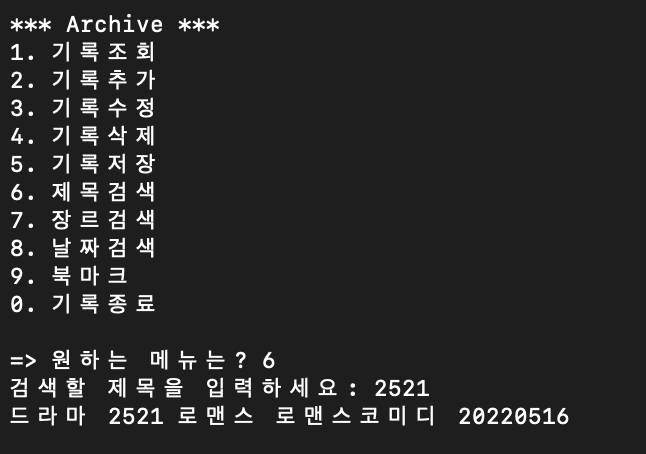 *** Archive ***
1. 기록조회
2. 기록추가
3. 기록수정
4. 기록삭제
5. 기록저장
6. 제목검색
7. 장르검색
8. 날짜검색
9. 북마크
0. 기록종료
=> 원하는 메뉴는? 6
검색할 제목을 입력하세요: 2521
드라마 2521 로맨스 로맨스코미디 20220516